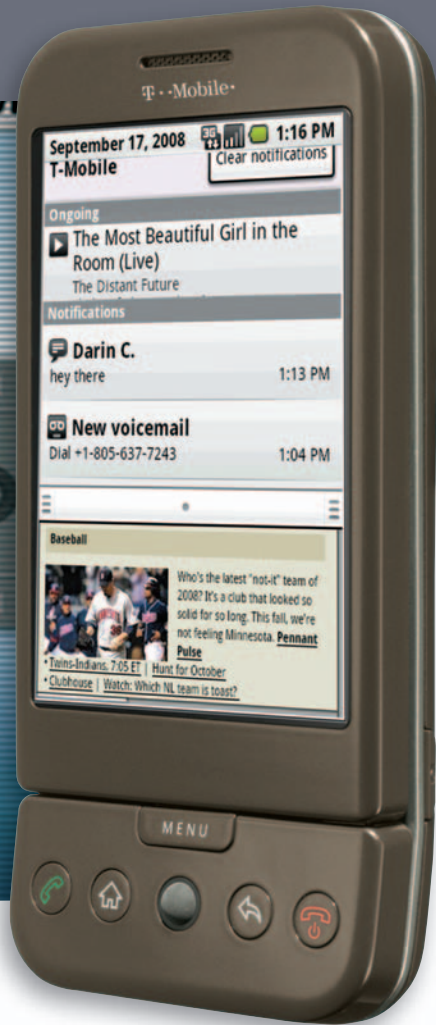 T··Mobile·
September 17, 2008 3G 1:16 PM
T-Mobile
Clear notifications
Ongoing
The Most Beautiful Girl in the
Room (Live)
The Distant Future
Notifications
Darin C.
hey there 1:13 PM
New voicemail
Dial +1-805-637-7243 1:04 PM
Baseball
Who's the latest "not-it" team of
2008? It's a club that looked so
solid for so long. This fall, we're
not feeling Minnesota. Pennant
Pulse
• Twins-Indians, 7:05 ET | Hunt for October
• Clubhouse | Watch: Which NL team is toast?
MENU